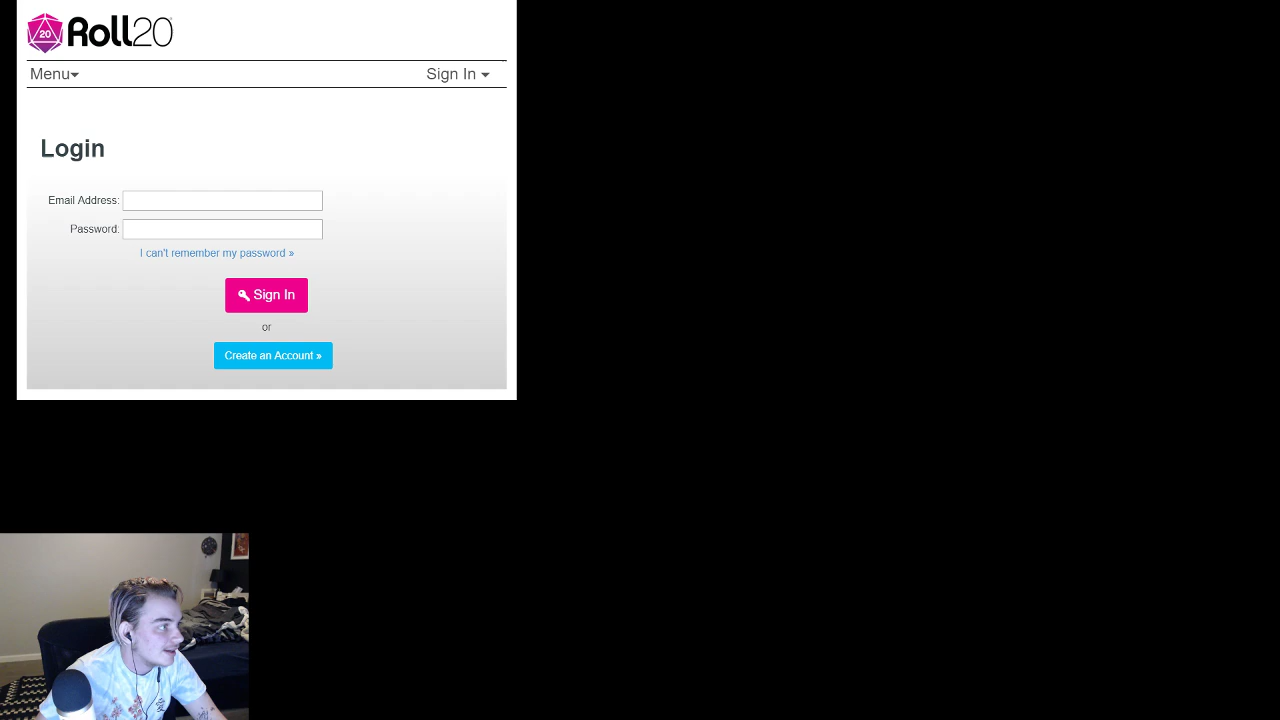 20 Roll20
Menu
Sign In
Login
Email Address:
Password:
I can't remember my password »
Sign In
or
Create an Account »